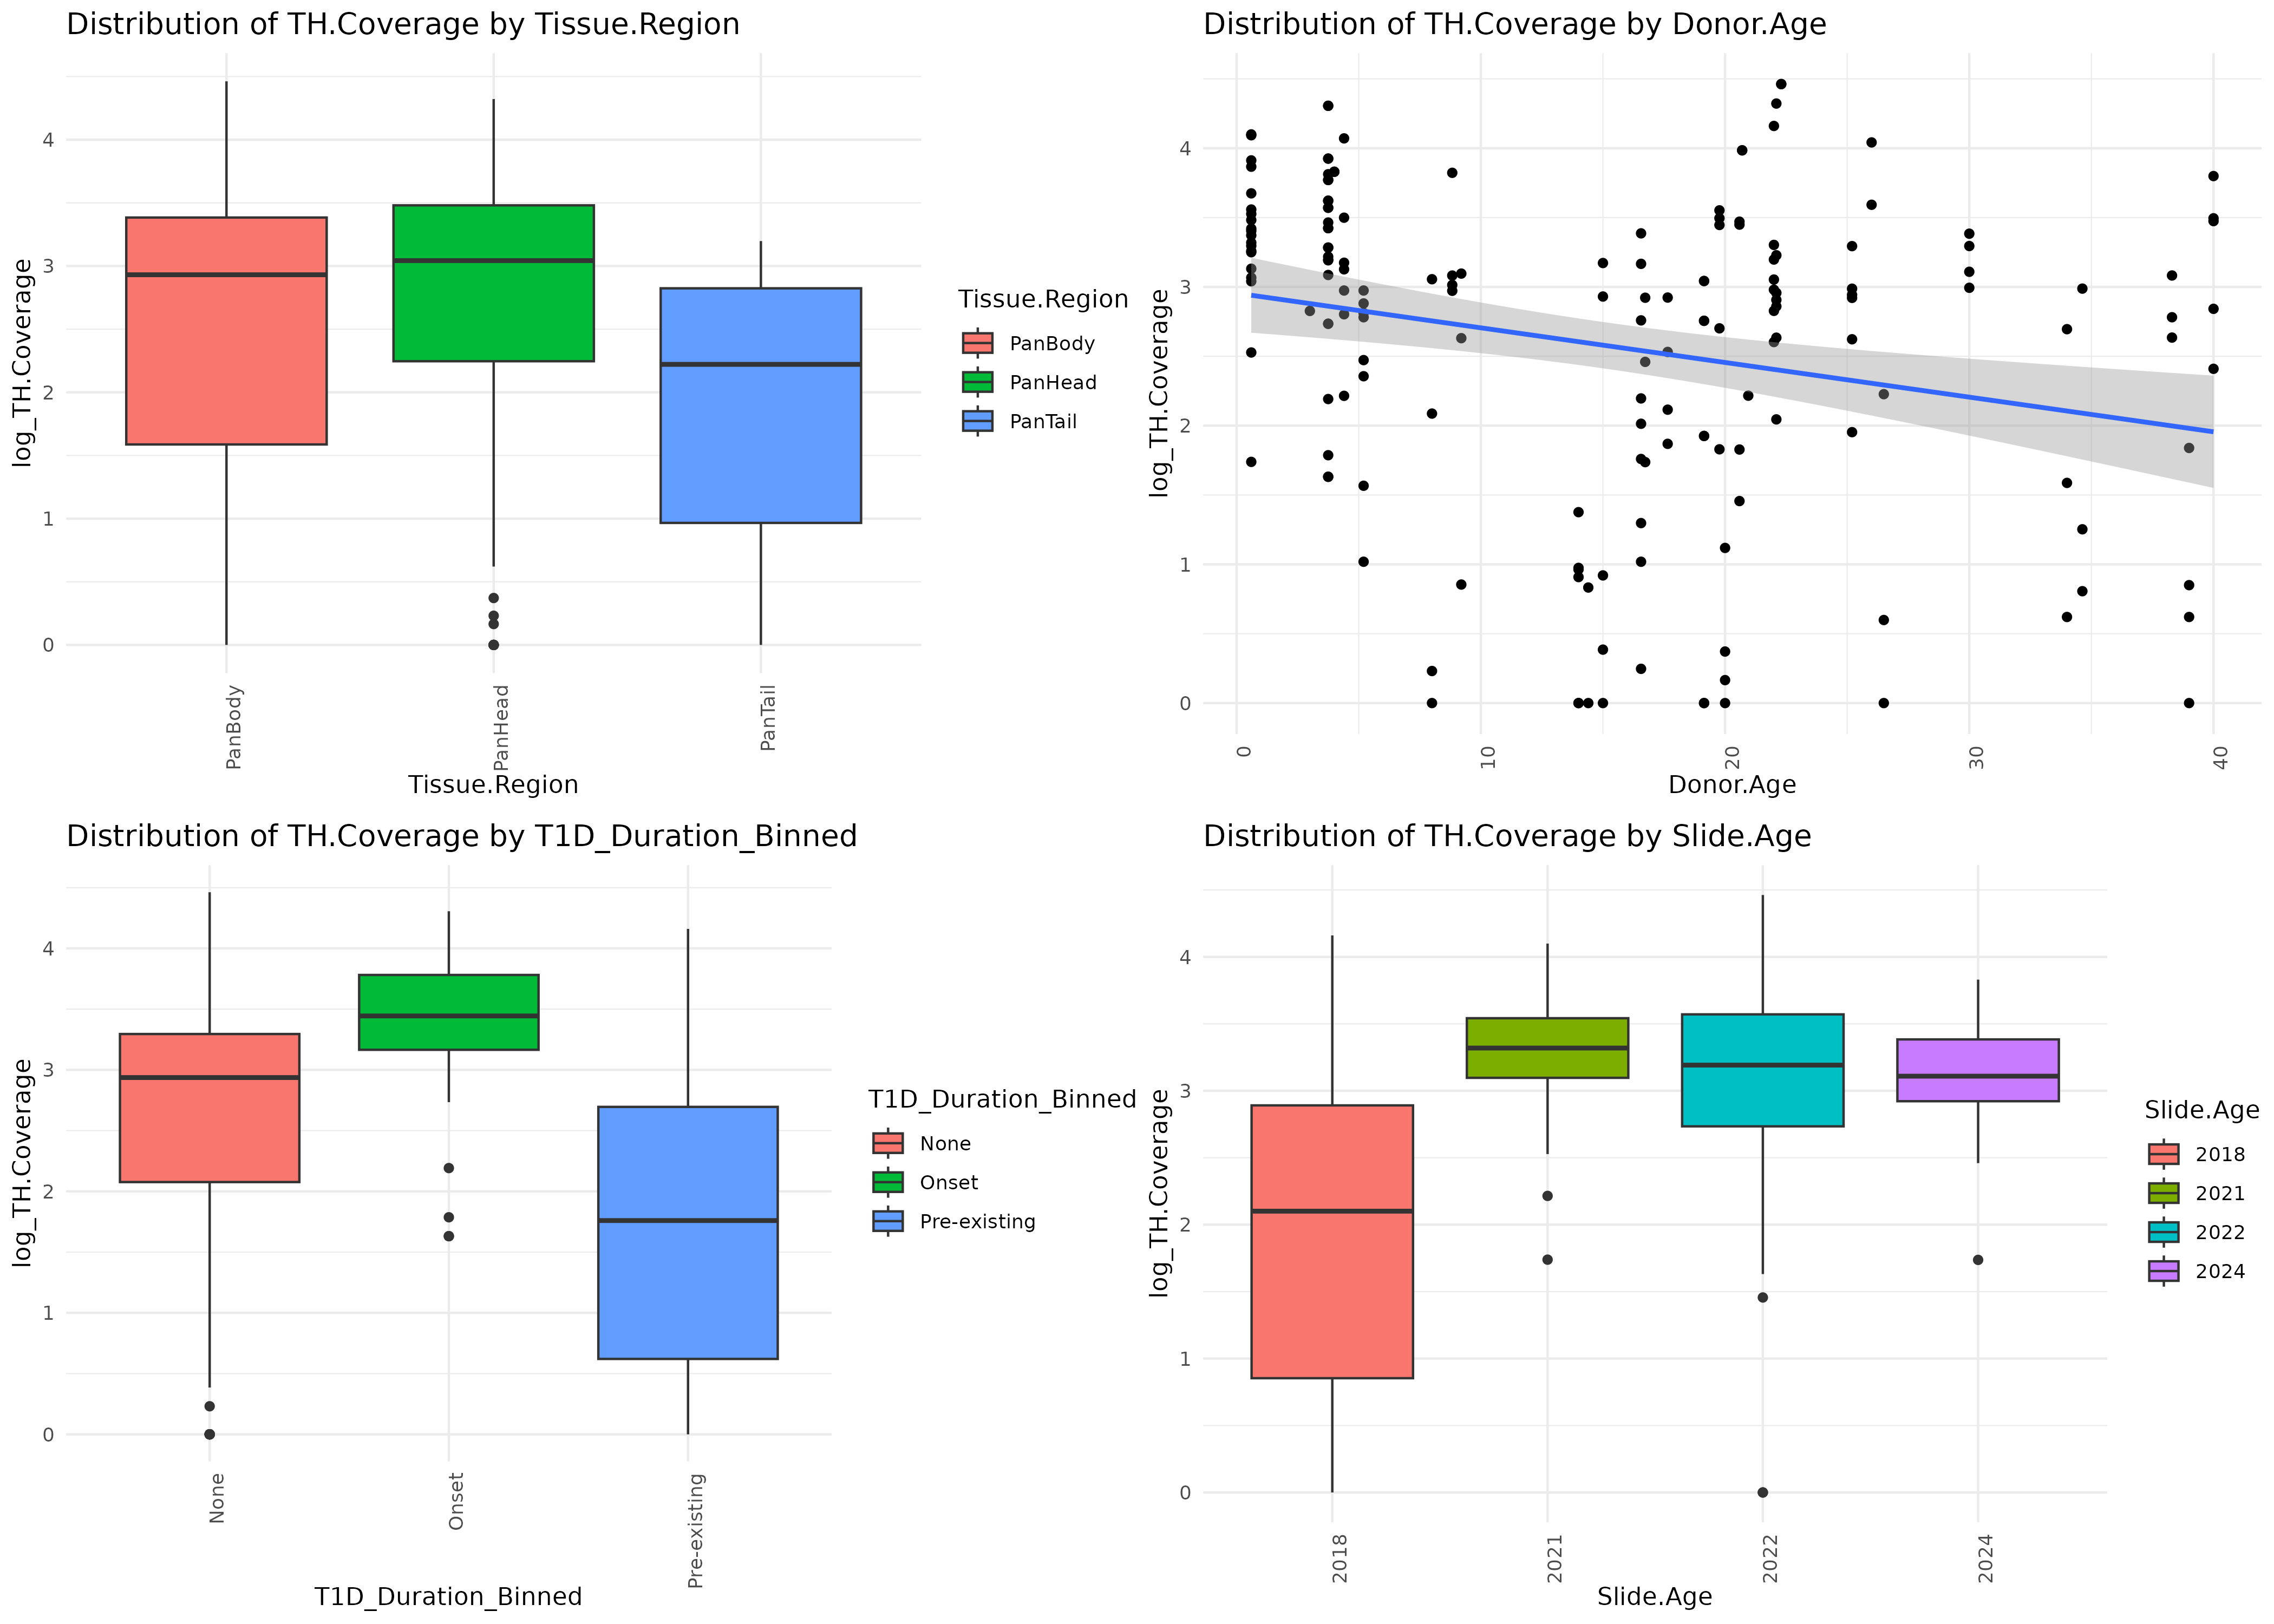 Distribution of TH.Coverage by Tissue.Region
log_TH.Coverage
4
3
2
1
0
PanBody
PanHead
PanTail
Tissue.Region
Tissue.Region
PanBody
PanHead
PanTail
Distribution of TH.Coverage by Donor.Age
log_TH.Coverage
4
3
2
1
0
0
10
20
30
40
Donor.Age
Distribution of TH.Coverage by T1D_Duration_Binned
log_TH.Coverage
4
3
2
1
0
None
Onset
Pre-existing
T1D_Duration_Binned
T1D_Duration_Binned
None
Onset
Pre-existing
Distribution of TH.Coverage by Slide.Age
log_TH.Coverage
4
3
2
1
0
2018
2021
2022
2024
Slide.Age
Slide.Age
2018
2021
2022
2024